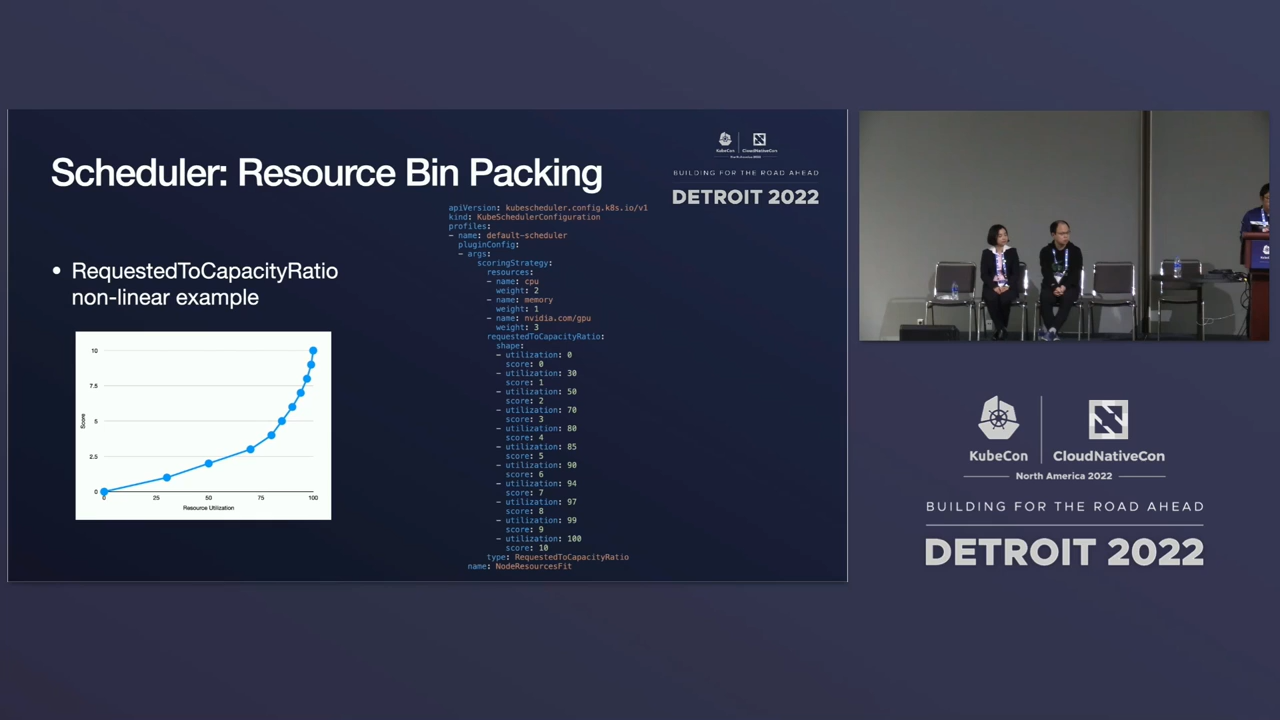 Scheduler: Resource Bin Packing
KubeCon
CloudNativeCon
North America 2022
BUILDING FOR THE ROAD AHEAD
DETROIT 2022
• RequestedToCapacityRatio
non-linear example
10
7.5
5
2.5
0
Score
0
25
50
75
100
Resource Utilization
apiVersion: kubescheduler.config.k8s.io/v1
kind: KubeSchedulerConfiguration
profiles:
- name: default-scheduler
pluginConfig:
- args:
scoringStrategy:
resources:
- name: cpu
weight: 2
- name: memory
weight: 1
- name: nvidia.com/gpu
weight: 3
requestedToCapacityRatio:
shape:
- utilization: 0
score: 0
- utilization: 30
score: 1
- utilization: 50
score: 2
- utilization: 70
score: 3
- utilization: 80
score: 4
- utilization: 85
score: 5
- utilization: 90
score: 6
- utilization: 94
score: 7
- utilization: 97
score: 8
- utilization: 99
score: 9
- utilization: 100
score: 10
type: RequestedToCapacityRatio
name: NodeResourcesFit
KubeCon
CloudNativeCon
North America 2022
BUILDING FOR THE ROAD AHEAD
DETROIT 2022